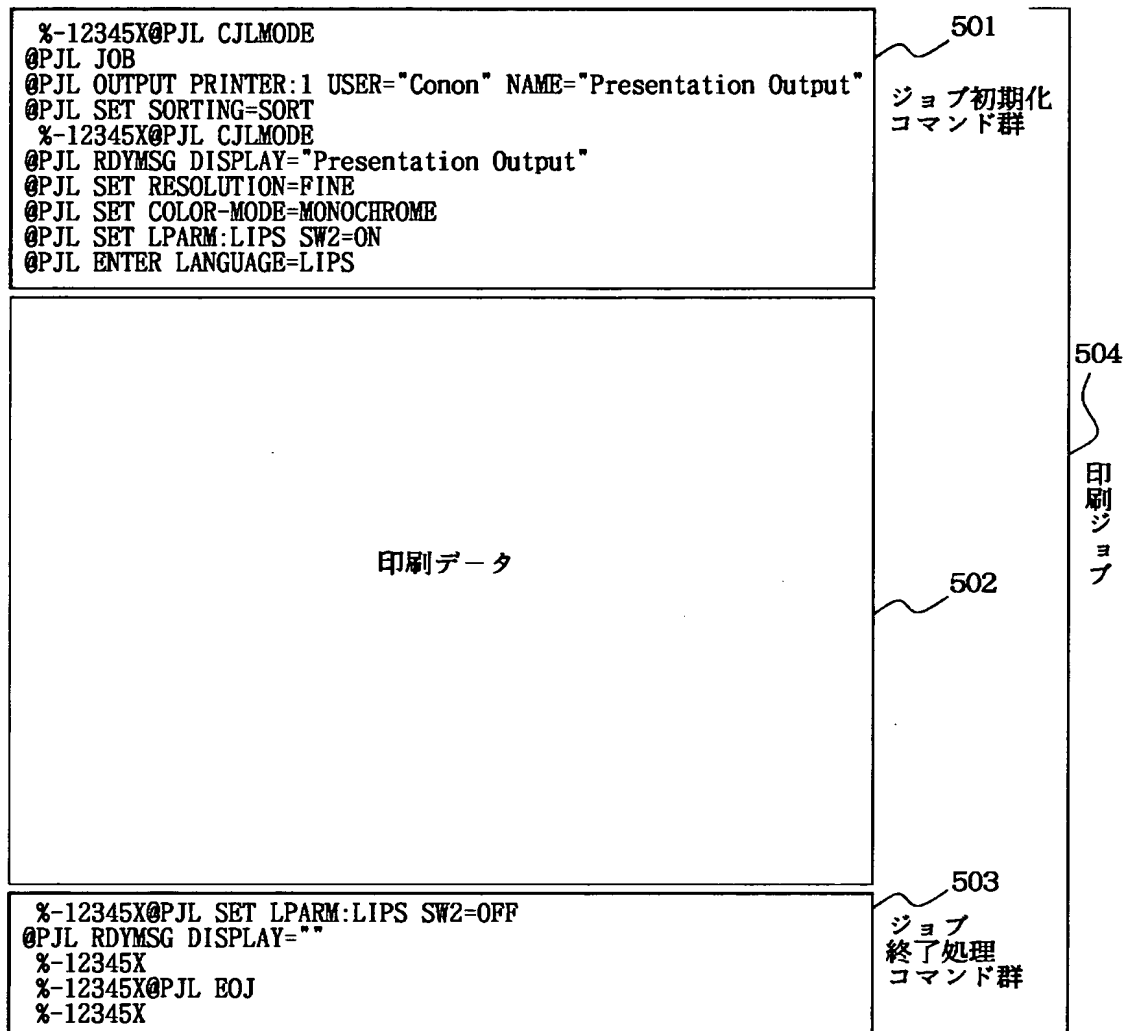 %-12345X@PJL CJLMODE
@PJL JOB
@PJL OUTPUT PRINTER:1 USER="Conon" NAME="Presentation Output"
@PJL SET SORTING=SORT
%-12345X@PJL CJLMODE
@PJL RDYMSG DISPLAY="Presentation Output"
@PJL SET RESOLUTION=FINE
@PJL SET COLOR-MODE=MONOCHROME
@PJL SET LPARM:LIPS SW2=ON
@PJL ENTER LANGUAGE=LIPS
501
ジョブ初期化
コマンド群
印刷データ
502
504
印刷ジョブ
%-12345X@PJL SET LPARM:LIPS SW2=OFF
@PJL RDYMSG DISPLAY=""
%-12345X
%-12345X@PJL EOJ
%-12345X
503
ジョブ
終了処理
コマンド群